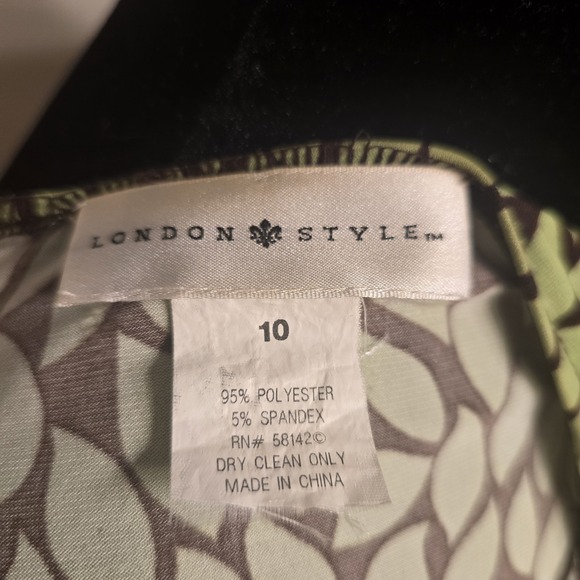 LONDON STYLE™
10
95% POLYESTER
5% SPANDEX
RN# 58142©
DRY CLEAN ONLY
MADE IN CHINA